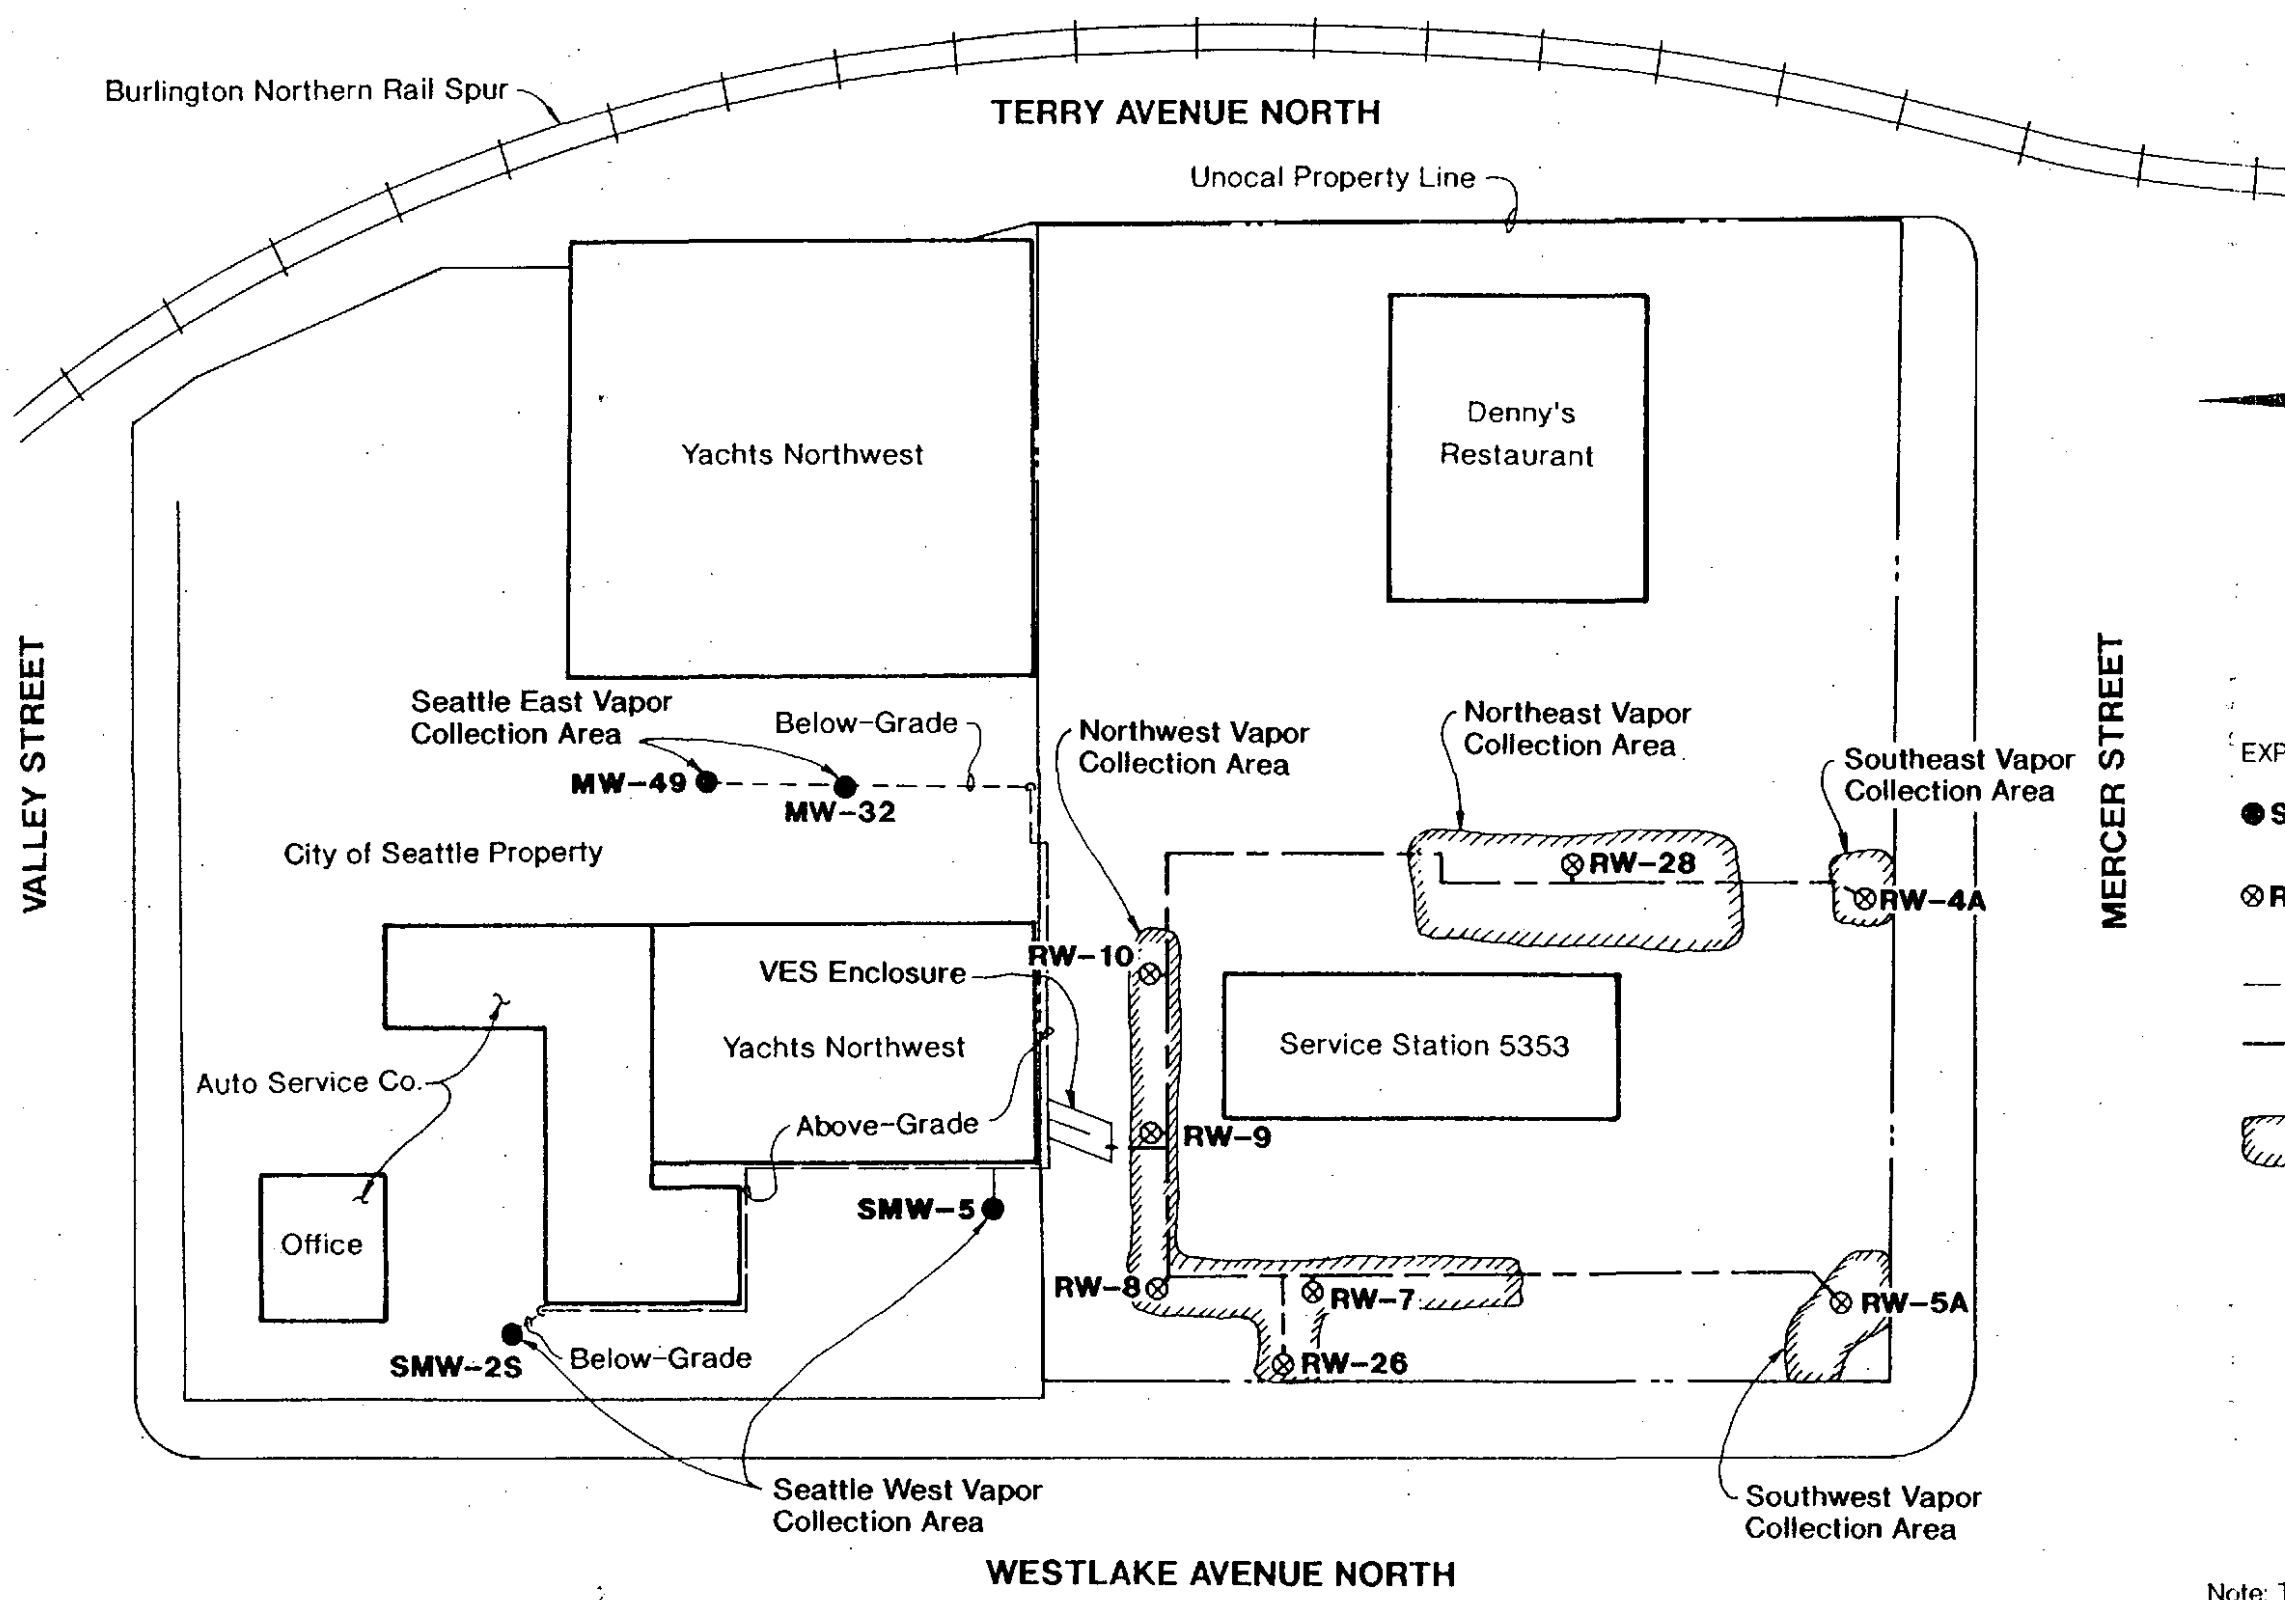 Burlington Northern Rail Spur
TERRY AVENUE NORTH
Unocal Property Line
Denny's
Restaurant
Yachts Northwest
VALLEY STREET
MERCER STREET
Seattle East Vapor
Collection Area
Below-Grade
Northwest Vapor
Collection Area
Northeast Vapor
Collection Area
Southeast Vapor
Collection Area
EXP
MW-49
MW-32
S
City of Seattle Property
RW-28
RW-4A
R
RW-10
VES Enclosure
Yachts Northwest
Service Station 5353
Auto Service Co.
Above-Grade
RW-9
SMW-5
Office
RW-8
RW-7
RW-5A
SMW-2S
Below-Grade
RW-26
Seattle West Vapor
Collection Area
Southwest Vapor
Collection Area
WESTLAKE AVENUE NORTH
Note: